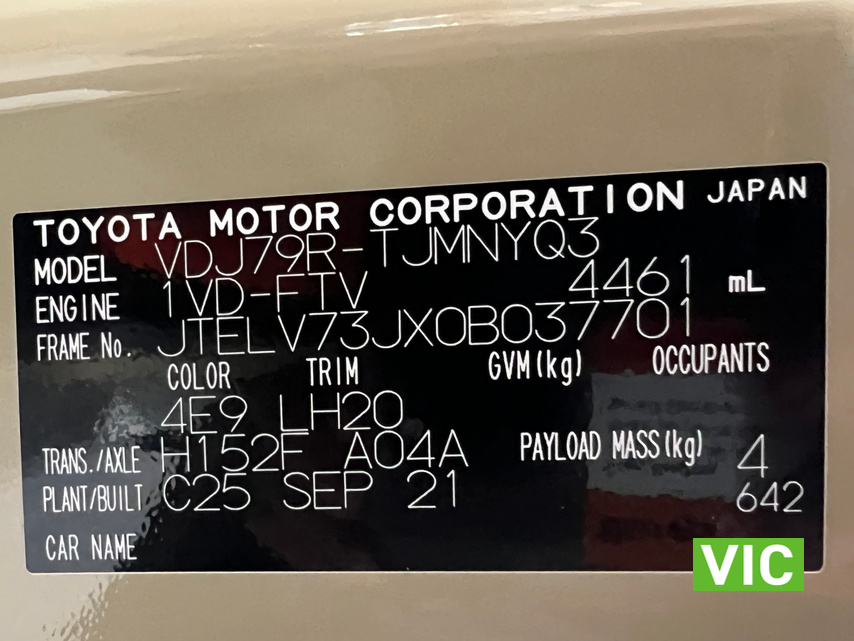 TOYOTA MOTOR CORPORATION JAPAN
MODEL VDJ79R-TJMNYQ3
ENGINE 1VD-FTV 4461 mL
FRAME No. JTELV73JX0B037701
COLOR TRIM GVM(kg) OCCUPANTS
4E9 LH20
TRANS./AXLE H152F A04A PAYLOAD MASS(kg) 4
PLANT/BUILT C25 SEP 21 642
CAR NAME
VIC